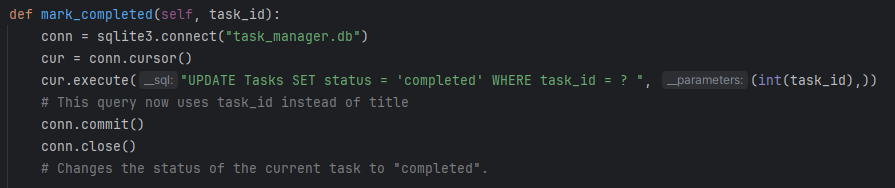 def mark_completed(self, task_id):
    conn = sqlite3.connect("task_manager.db")
    cur = conn.cursor()
    cur.execute(__sql: "UPDATE Tasks SET status = 'completed' WHERE task_id = ? ", __parameters: (int(task_id),))
    # This query now uses task_id instead of title
    conn.commit()
    conn.close()
    # Changes the status of the current task to "completed".